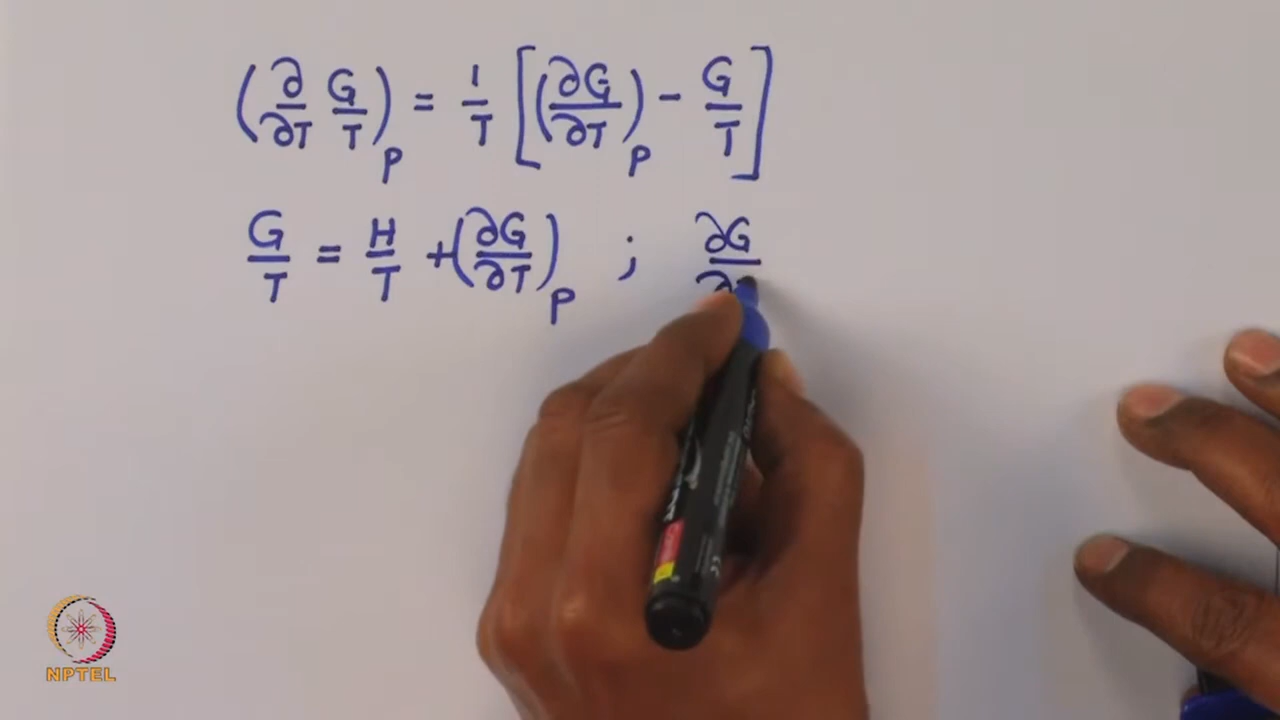 (∂/∂T G/T)_P = 1/T [(∂G/∂T)_P - G/T]
G/T = H/T + (∂G/∂T)_P ; ∂G/∂
NPTEL